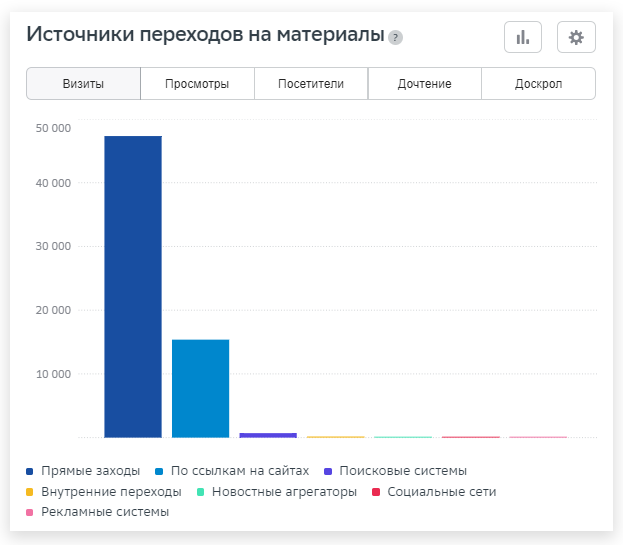 Источники переходов на материалы ?
Визиты Просмотры Посетители Дочтение Доскрол
50 000
40 000
30 000
20 000
10 000
Прямые заходы По ссылкам на сайтах Поисковые системы
Внутренние переходы Новостные агрегаторы Социальные сети
Рекламные системы